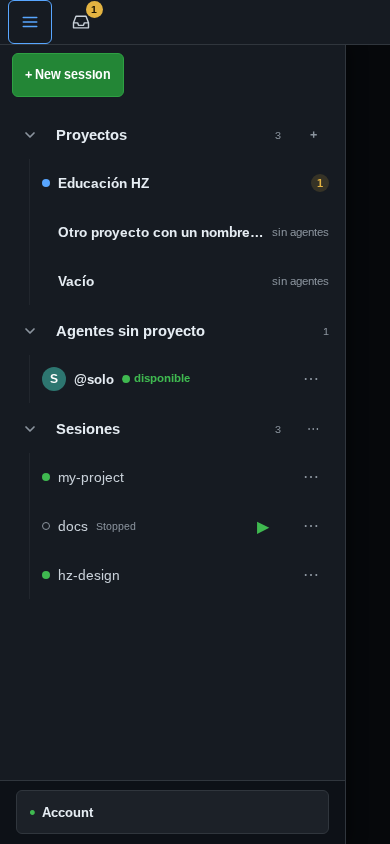 1
+ New session
Proyectos 3 +
Educación HZ 1
Otro proyecto con un nombre… sin agentes
Vacío sin agentes
Agentes sin proyecto 1
S @solo disponible ···
Sesiones 3 ···
my-project ···
docs Stopped ···
hz-design ···
Account